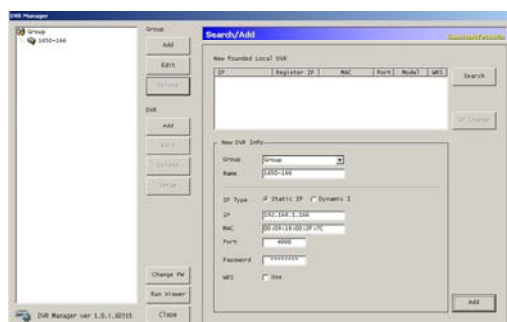 DVR Manager
Group
1650-166
Group
Add
Edit
Delete
DVR
Add
Edit
Delete
Setup
Change PW
Run Viewer
Close
DVR Manager ver 1.0.1.60315
Search/Add
New Founded Local DVR
IP Register IP MAC Port Model WRS
Search
IP Change
New DVR Info
Group Group
Name 1650-166
IP Type Static IP Dynamic I
IP 192.168.1.166
MAC
Port 4000
Password ********
WRS Use
Add